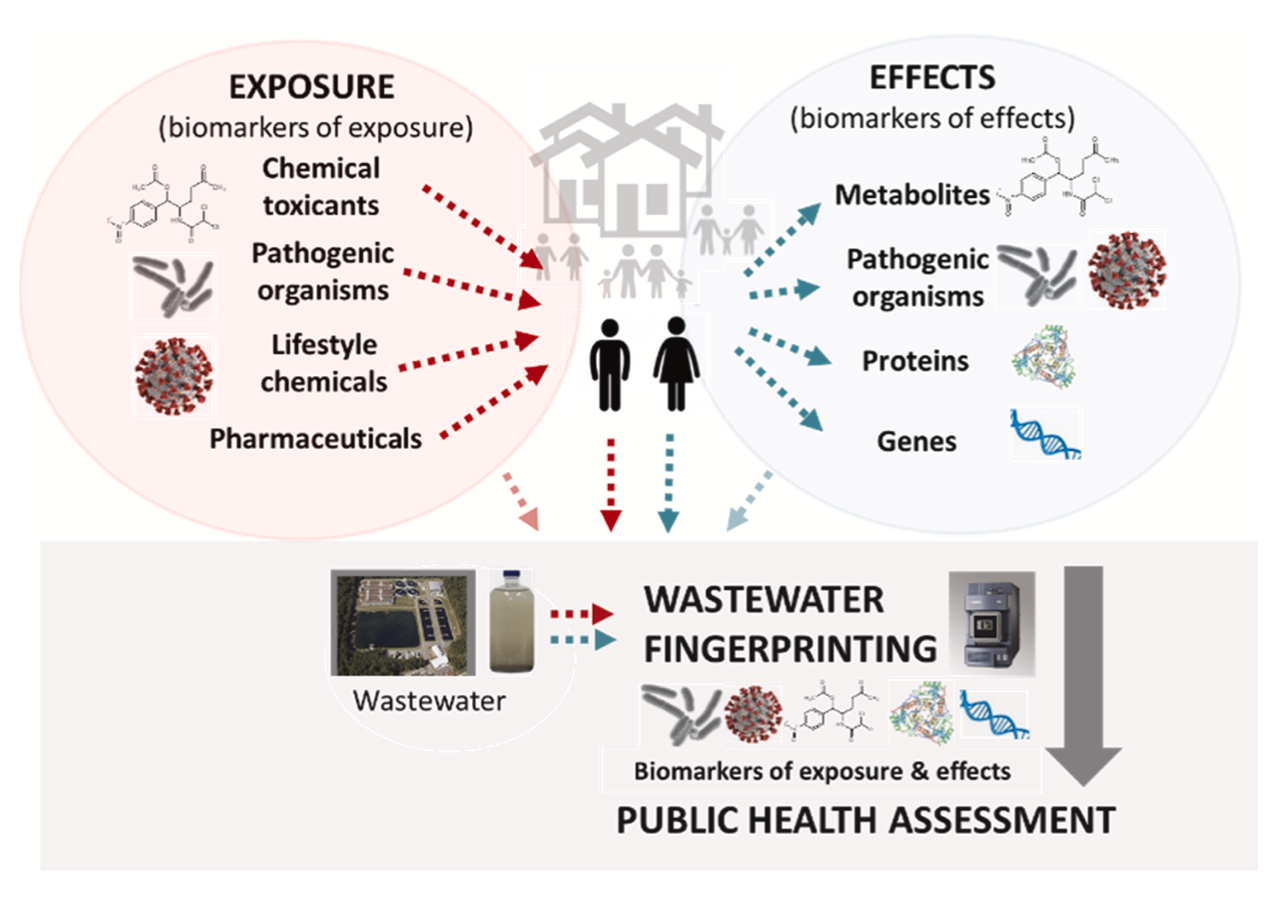 EXPOSURE
(biomarkers of exposure)
Chemical
toxicants
Pathogenic
organisms
Lifestyle
chemicals
Pharmaceuticals
EFFECTS
(biomarkers of effects)
Metabolites
Pathogenic
organisms
Proteins
Genes
Wastewater
WASTEWATER
FINGERPRINTING
Biomarkers of exposure & effects
PUBLIC HEALTH ASSESSMENT